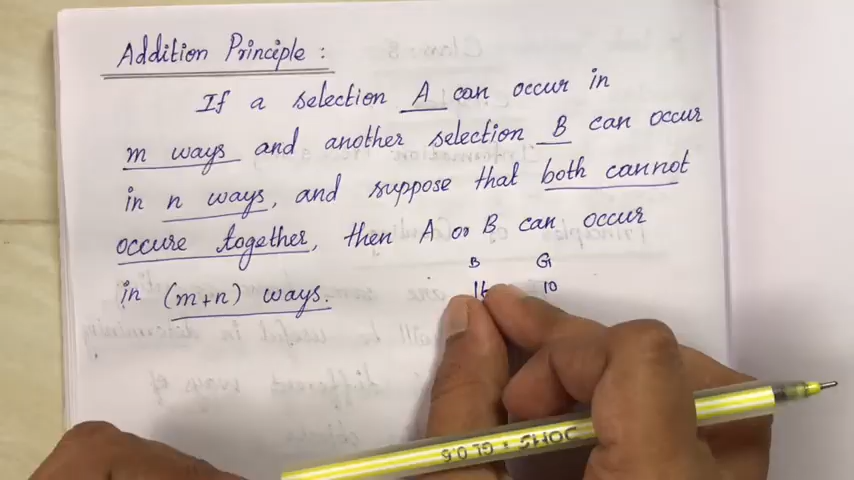 Addition Principle :
If a selection A can occur in
m ways and another selection B can occur
in n ways, and suppose that both cannot
occure together, then A or B can occur
in (m+n) ways.
B G
10